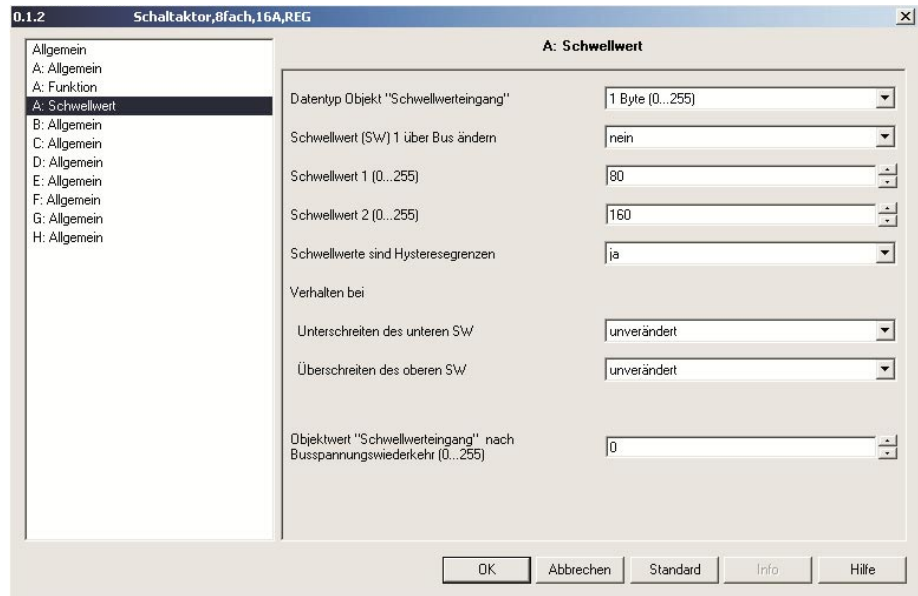 0.1.2 Schaltaktor,8fach,16A,REG
Allgemein
A: Allgemein
A: Funktion
A: Schwellwert
B: Allgemein
C: Allgemein
D: Allgemein
E: Allgemein
F: Allgemein
G: Allgemein
H: Allgemein
A: Schwellwert
Datentyp Objekt "Schwellwerteingang" 1 Byte (0...255)
Schwellwert (SW) 1 über Bus ändern nein
Schwellwert 1 (0...255) 80
Schwellwert 2 (0...255) 160
Schwellwerte sind Hysteresegrenzen ja
Verhalten bei
Unterschreiten des unteren SW unverändert
Überschreiten des oberen SW unverändert
Objektwert "Schwellwerteingang" nach
Busspannungswiederkehr (0...255) 0
OK Abbrechen Standard Info Hilfe